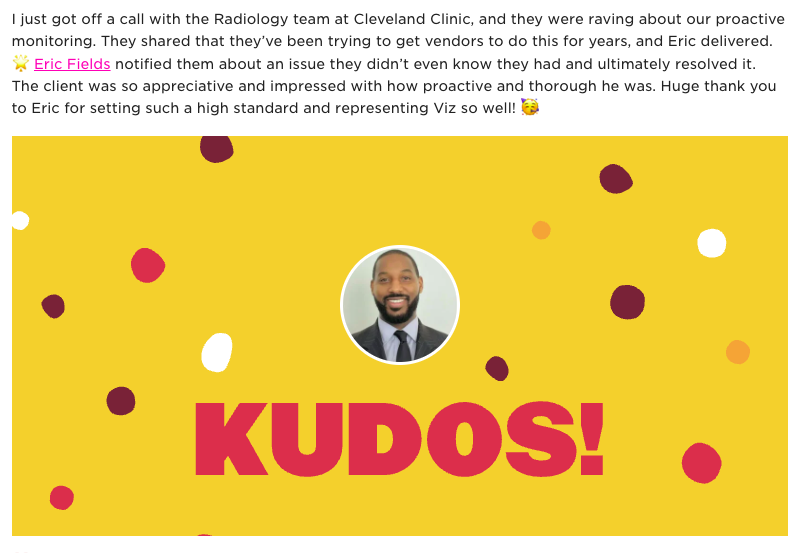 I just got off a call with the Radiology team at Cleveland Clinic, and they were raving about our proactive
monitoring. They shared that they’ve been trying to get vendors to do this for years, and Eric delivered.
🌟 Eric Fields notified them about an issue they didn’t even know they had and ultimately resolved it.
The client was so appreciative and impressed with how proactive and thorough he was. Huge thank you
to Eric for setting such a high standard and representing Viz so well! 🥳
KUDOS!